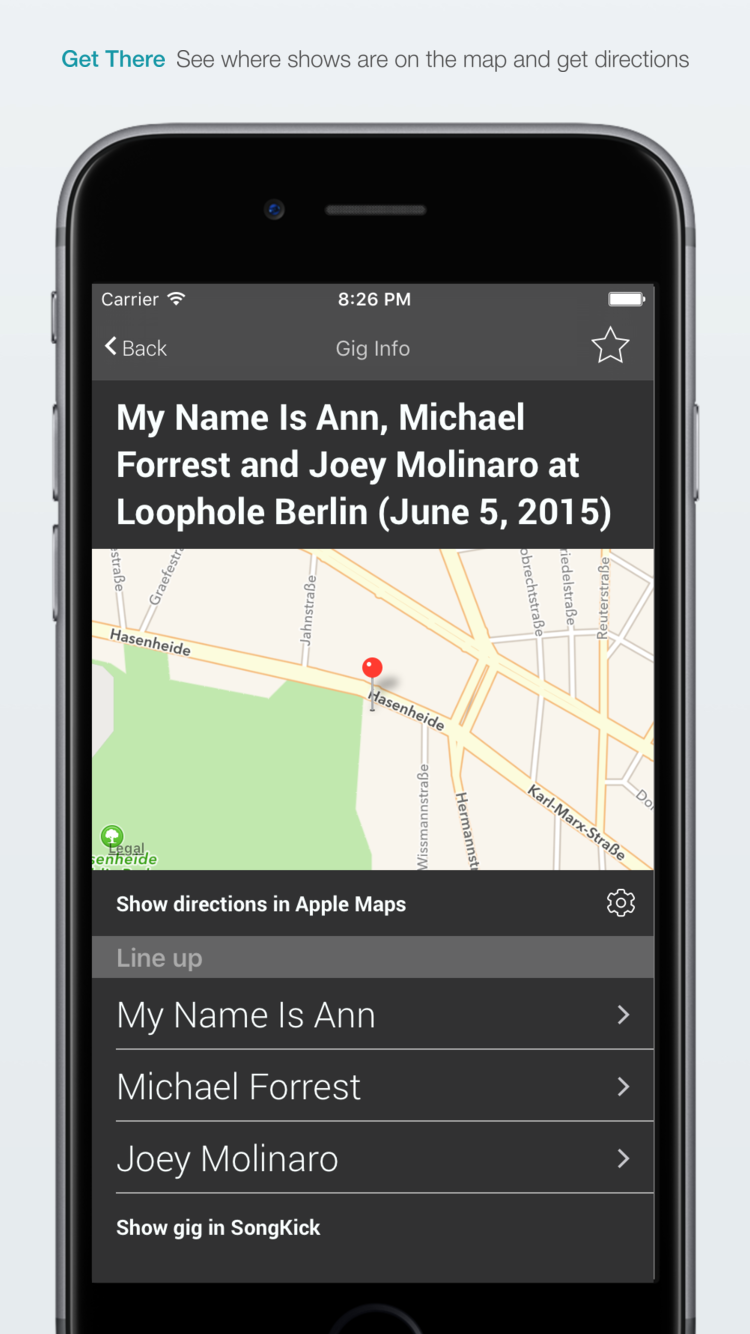 Get There See where shows are on the map and get directions
Carrier 8:26 PM
Back Gig Info
My Name Is Ann, Michael
Forrest and Joey Molinaro at
Loophole Berlin (June 5, 2015)
straße
Graefestr
Jahnstraße
obrechtstraße
riedelstraße
Reuterstraße
Hasenheide
Hasenheide
Wissmannstraße
Hermannstr
Karl-Marx-Straße
Legal
senheide
Show directions in Apple Maps
Line up
My Name Is Ann
Michael Forrest
Joey Molinaro
Show gig in SongKick